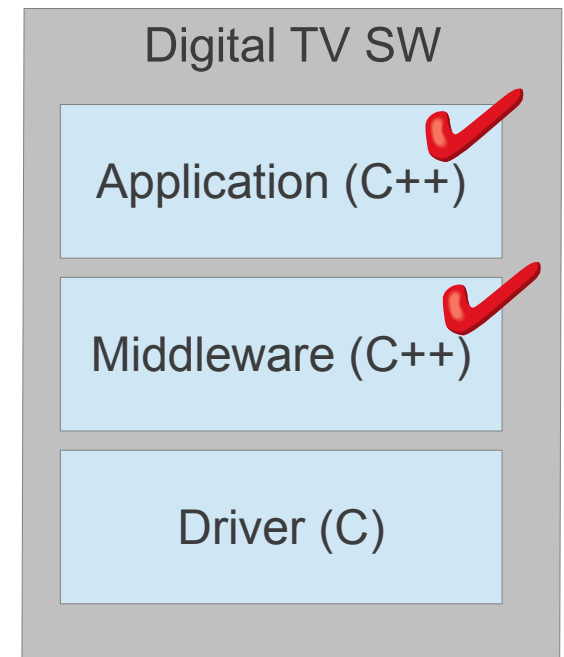 Digital TV SW
Application (C++)
Middleware (C++)
Driver (C)